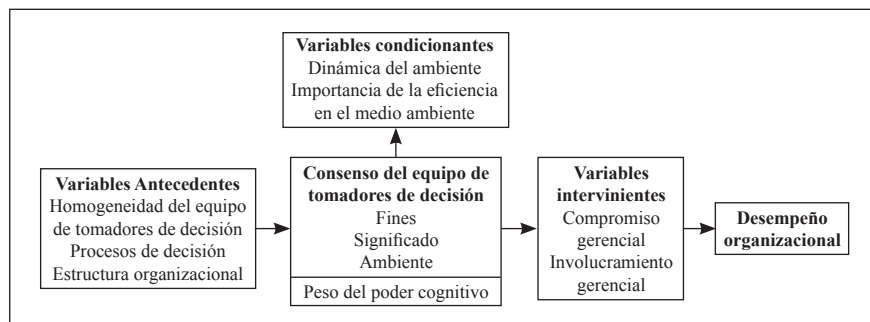 Variables condicionantes
Dinámica del ambiente
Importancia de la eficiencia
en el medio ambiente
Variables Antecedentes
Homogeneidad del equipo
de tomadores de decisión
Procesos de decisión
Estructura organizacional
Consenso del equipo de
tomadores de decisión
Fines
Significado
Ambiente
Peso del poder cognitivo
Variables
intervinientes
Compromiso
gerencial
Involucramiento
gerencial
Desempeño
organizacional